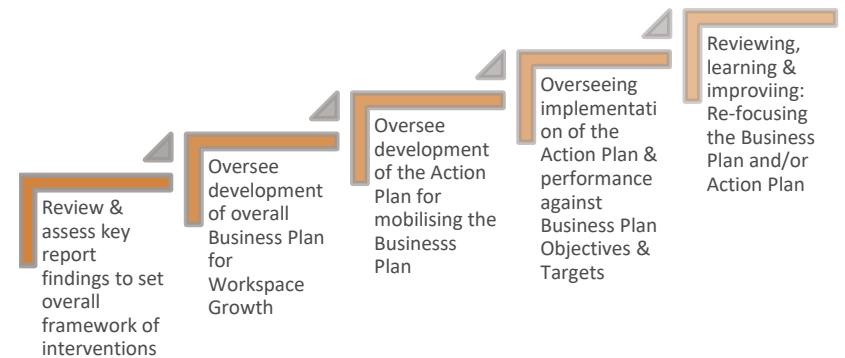 Review &
assess key
report
findings to set
overall
framework of
interventions
Oversee
development
of overall
Business Plan
for
Workspace
Growth
Oversee
development
of the Action
Plan for
mobilising the
Businesss
Plan
Overseeing
implementati
on of the
Action Plan &
performance
against
Business Plan
Objectives &
Targets
Reviewing,
learning &
improviing:
Re-focusing
the Business
Plan and/or
Action Plan